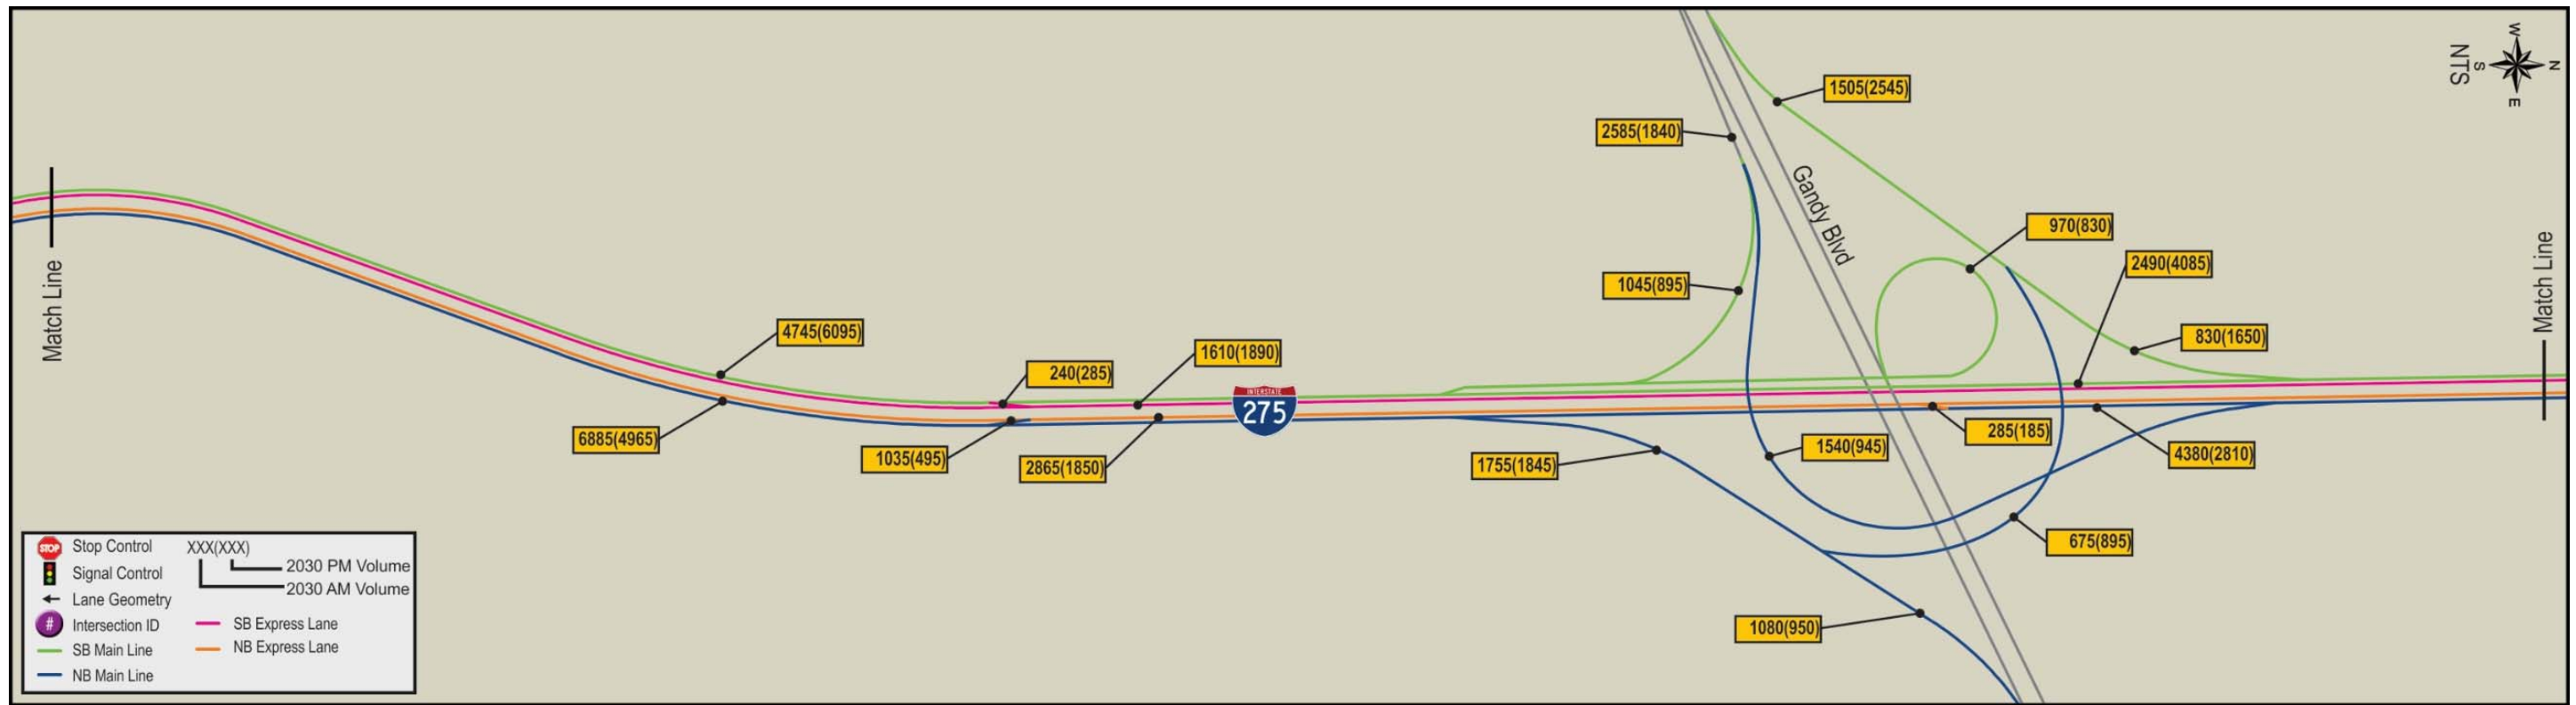 W
N
S
E
NTS
1505(2545)
2585(1840)
Gandy Blvd
970(830)
2490(4085)
1045(895)
830(1650)
Match Line
Match Line
4745(6095)
240(285)
1610(1890)
INTERSTATE
275
6885(4965)
1035(495)
2865(1850)
1755(1845)
1540(945)
285(185)
4380(2810)
675(895)
1080(950)
STOP Stop Control
Signal Control
Lane Geometry
# Intersection ID
SB Main Line
NB Main Line
XXX(XXX)
2030 PM Volume
2030 AM Volume
SB Express Lane
NB Express Lane